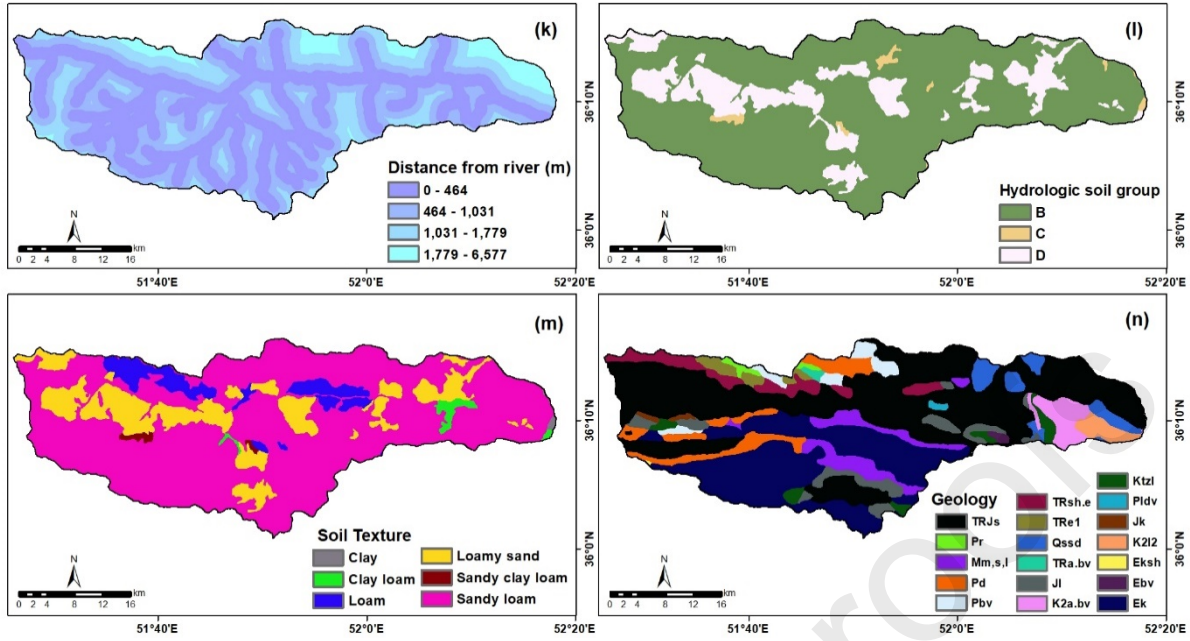 (k)
Distance from river (m)
0 - 464
464 - 1,031
1,031 - 1,779
1,779 - 6,577
N
0 2 4 8 12 16 km
51°40'E 52°0'E 52°20'E
36°10'N
36°0'N
(l)
Hydrologic soil group
B
C
D
N
0 2 4 8 12 16 km
51°40'E 52°0'E 52°20'E
36°10'N
36°0'N
(m)
Soil Texture
Clay
Clay loam
Loam
Loamy sand
Sandy clay loam
Sandy loam
N
0 2 4 8 12 16 km
51°40'E 52°0'E 52°20'E
36°10'N
36°0'N
(n)
Geology
TRJs
Pr
Mm,s,l
Pd
Pbv
TRsh.e
TRe1
Qssd
TRa.bv
Jl
K2a.bv
Ktzl
Pldv
Jk
K2l2
Eksh
Ebv
Ek
N
0 2 4 8 12 16 km
51°40'E 52°0'E 52°20'E
36°10'N
36°0'N